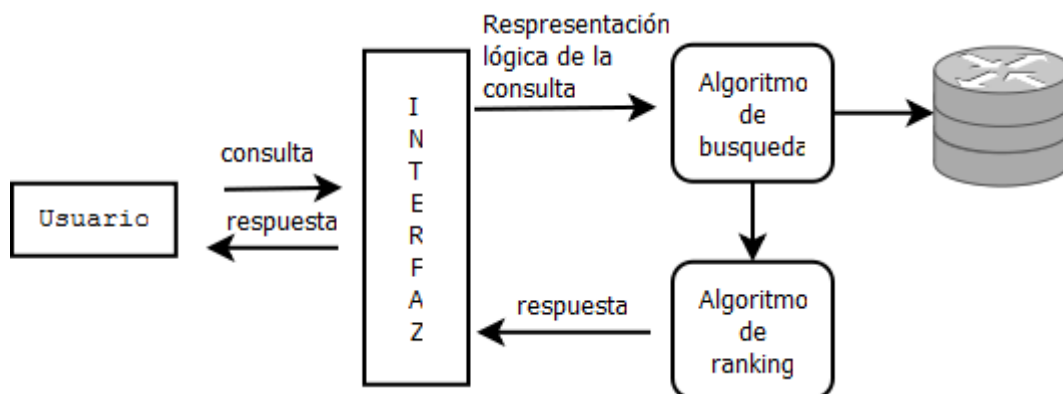 Respresentación
lógica de la
consulta
Algoritmo
de
busqueda
I
N
T
E
R
F
A
Z
consulta
respuesta
Usuario
respuesta
Algoritmo
de
ranking